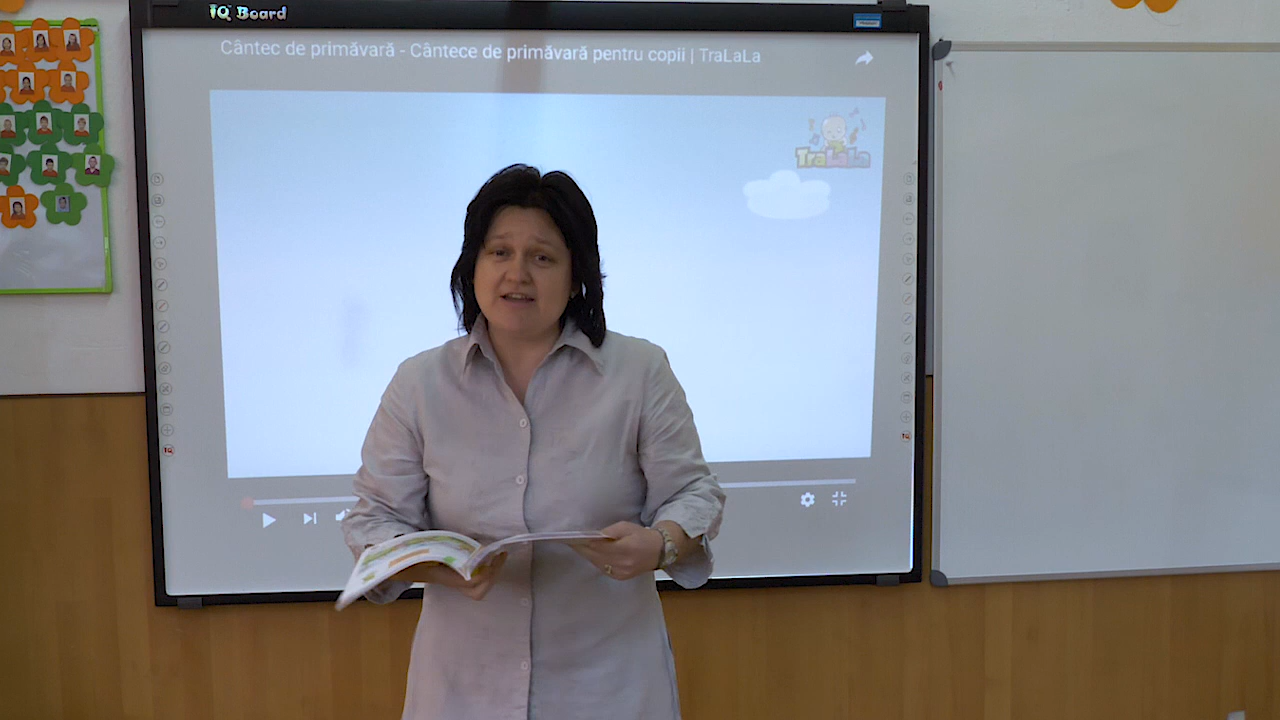 IQ Board
Cântec de primăvară - Cântece de primăvară pentru copii | TraLaLa
TraLaLa